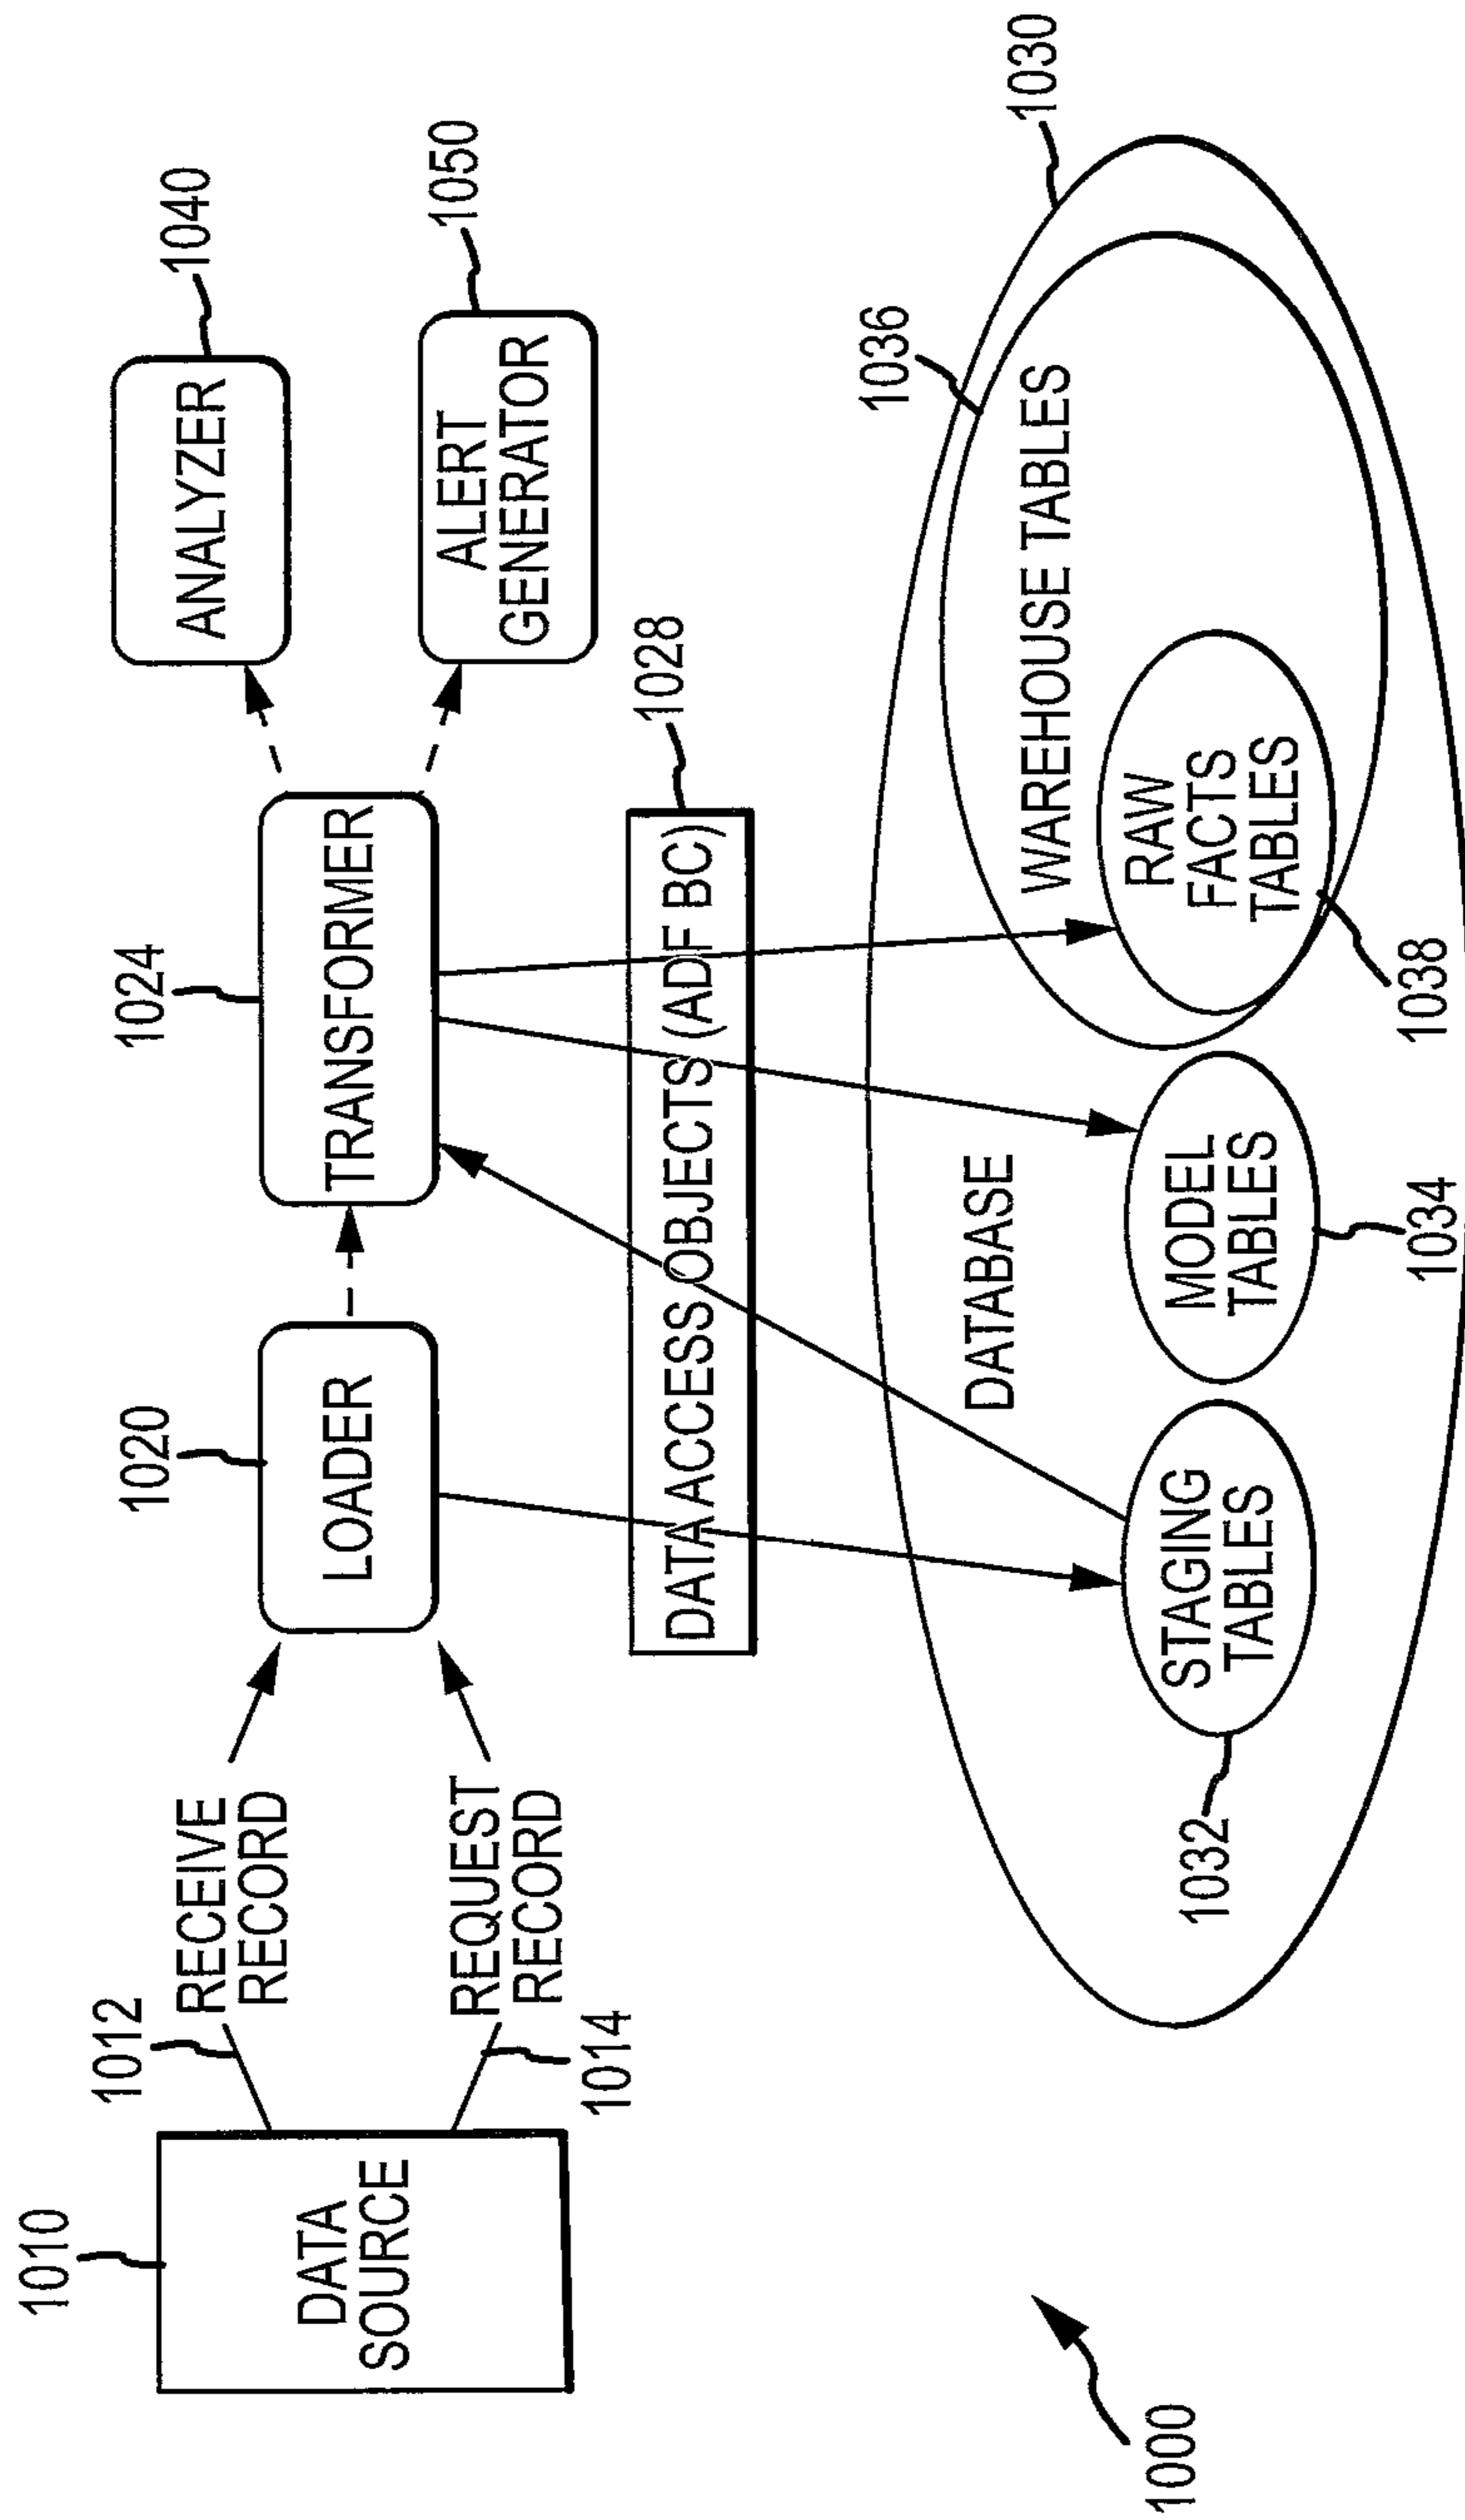 1010
DATA
SOURCE
1012
RECEIVE
RECORD
REQUEST
RECORD
1014
1020
LOADER
1024
TRANSFORMER
1040
ANALYZER
1050
ALERT
GENERATOR
1028
DATA ACCESS OBJECTS (ADF BC)
1030
DATABASE
1036
WAREHOUSE TABLES
RAW
FACTS
TABLES
1038
MODEL
TABLES
1034
STAGING
TABLES
1032
1000